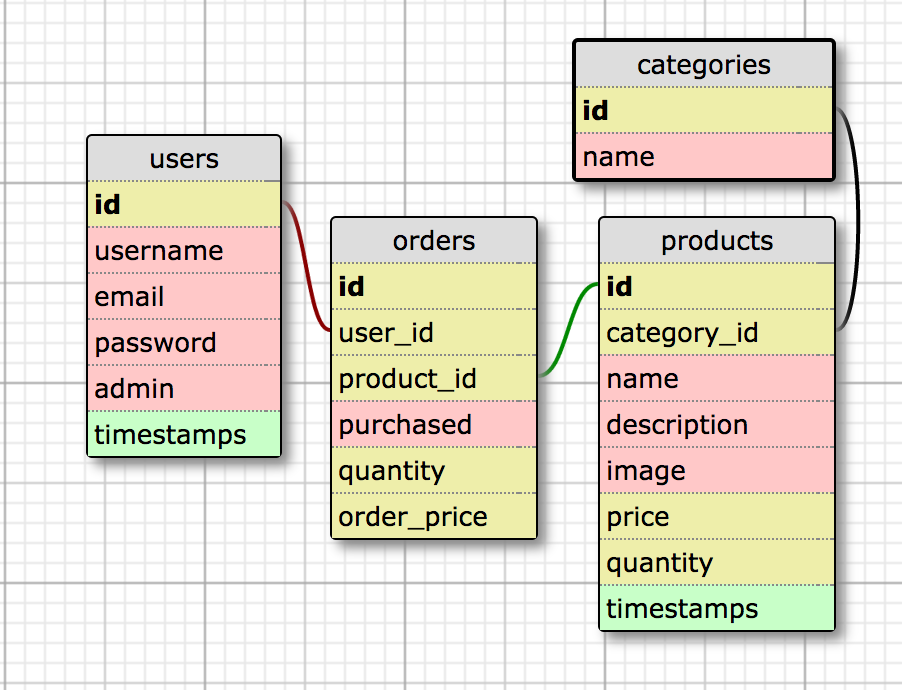 categories
id
name
users
id
username
email
password
admin
timestamps
orders
id
user_id
product_id
purchased
quantity
order_price
products
id
category_id
name
description
image
price
quantity
timestamps